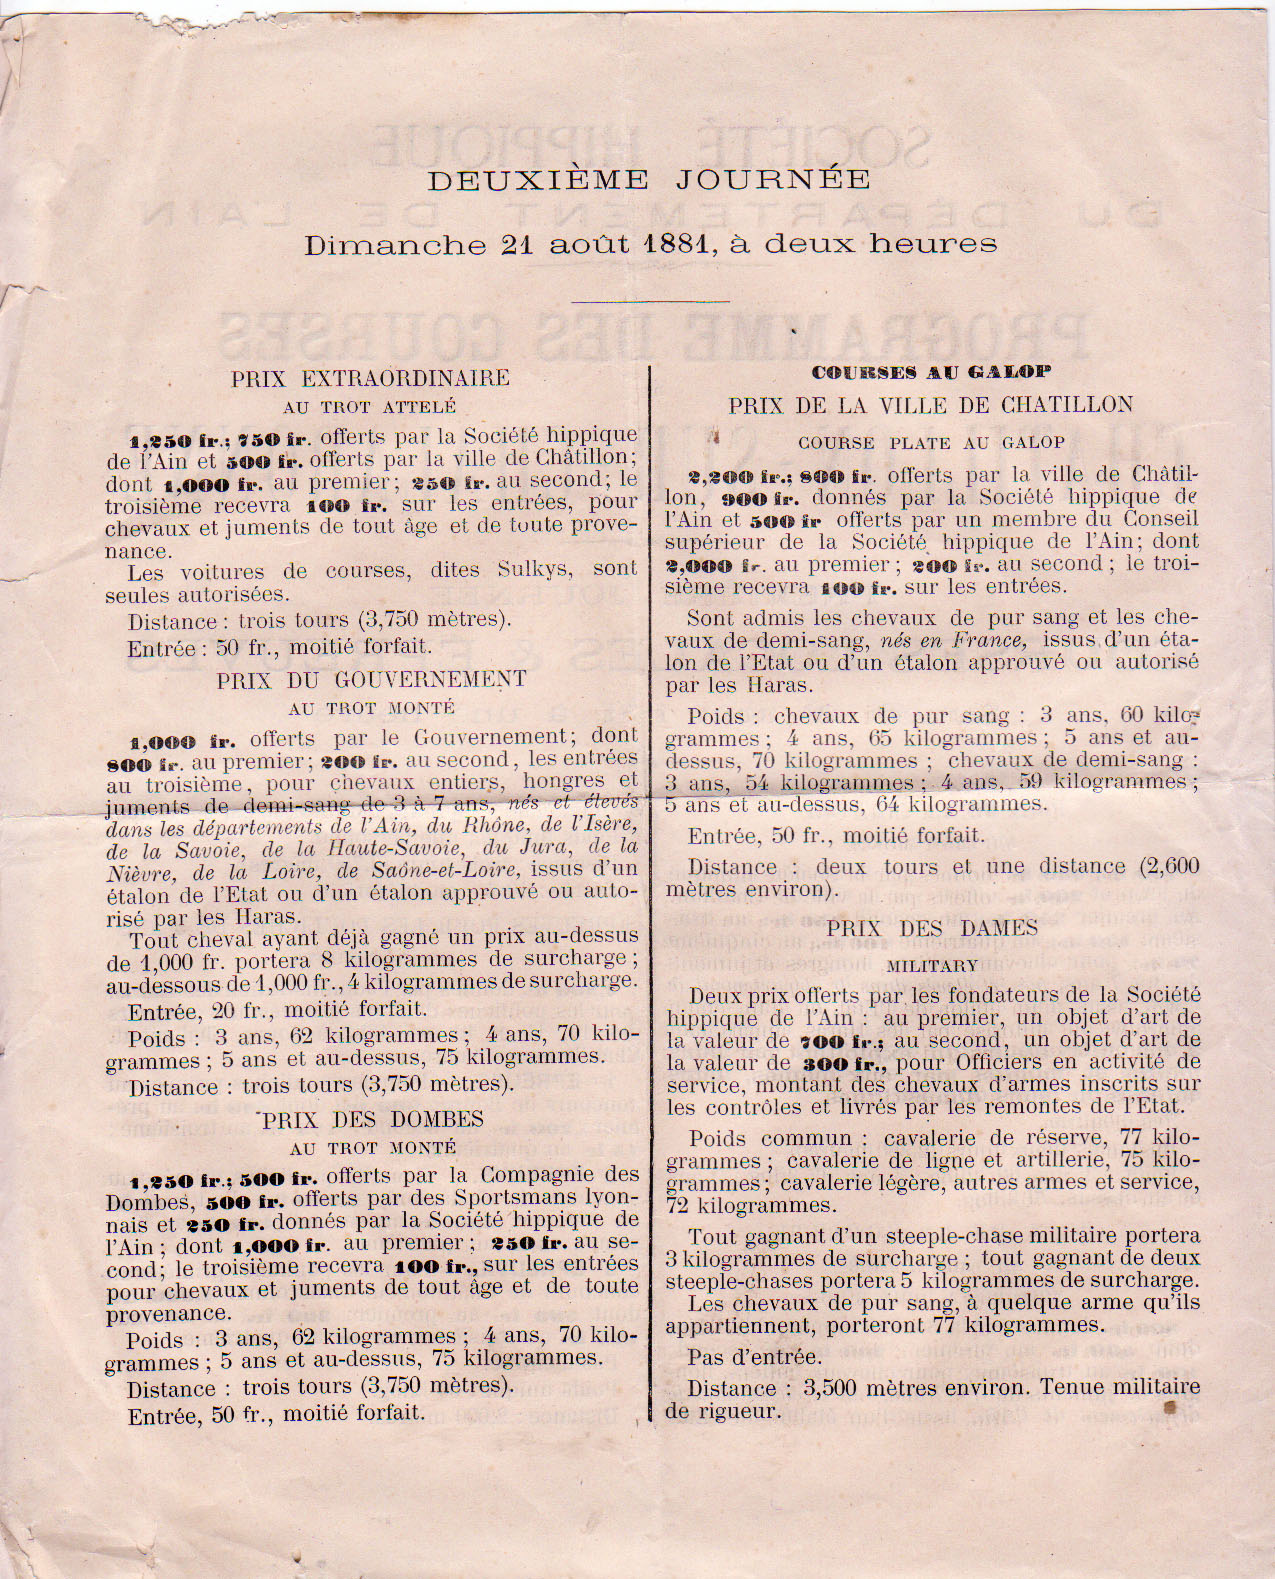 DEUXIÈME JOURNÉE
Dimanche 21 août 1881, à deux heures
PRIX EXTRAORDINAIRE
AU TROT ATTELÉ
1,250 fr.; 750 fr. offerts par la Société hippique
de l'Ain et 500 fr. offerts par la ville de Châtillon;
dont 1,000 fr. au premier; 250 fr. au second; le
troisième recevra 100 fr. sur les entrées, pour
chevaux et juments de tout âge et de toute prove-
nance.
Les voitures de courses, dites Sulkys, sont
seules autorisées.
Distance : trois tours (3,750 mètres).
Entrée : 50 fr., moitié forfait.
PRIX DU GOUVERNEMENT
AU TROT MONTÉ
1,000 fr. offerts par le Gouvernement; dont
800 fr. au premier; 200 fr. au second, les entrées
au troisième, pour chevaux entiers, hongres et
juments de demi-sang de 3 à 7 ans, nés et élevés
dans les départements de l'Ain, du Rhône, de l'Isère,
de la Savoie, de la Haute-Savoie, du Jura, de la
Nièvre, de la Loire, de Saône-et-Loire, issus d'un
étalon de l'Etat ou d'un étalon approuvé ou auto-
risé par les Haras.
Tout cheval ayant déjà gagné un prix au-dessus
de 1,000 fr. portera 8 kilogrammes de surcharge;
au-dessous de 1,000 fr., 4 kilogrammes de surcharge.
Entrée, 20 fr., moitié forfait.
Poids : 3 ans, 62 kilogrammes; 4 ans, 70 kilo-
grammes; 5 ans et au-dessus, 75 kilogrammes.
Distance : trois tours (3,750 mètres).
PRIX DES DOMBES
AU TROT MONTÉ
1,250 fr.; 500 fr. offerts par la Compagnie des
Dombes, 500 fr. offerts par des Sportsmans lyon-
nais et 250 fr. donnés par la Société hippique de
l'Ain; dont 1,000 fr. au premier; 250 fr. au se-
cond; le troisième recevra 100 fr., sur les entrées
pour chevaux et juments de tout âge et de toute
provenance.
Poids : 3 ans, 62 kilogrammes; 4 ans, 70 kilo-
grammes; 5 ans et au-dessus, 75 kilogrammes.
Distance : trois tours (3,750 mètres).
Entrée, 50 fr., moitié forfait.
COURSES AU GALOP
PRIX DE LA VILLE DE CHATILLON
COURSE PLATE AU GALOP
2,200 fr.; 800 fr. offerts par la ville de Châtil-
lon, 900 fr. donnés par la Société hippique de
l'Ain et 500 fr offerts par un membre du Conseil
supérieur de la Société hippique de l'Ain; dont
2,000 fr. au premier; 200 fr. au second; le troi-
sième recevra 100 fr. sur les entrées.
Sont admis les chevaux de pur sang et les che-
vaux de demi-sang, nés en France, issus d'un éta-
lon de l'Etat ou d'un étalon approuvé ou autorisé
par les Haras.
Poids : chevaux de pur sang : 3 ans, 60 kilo-
grammes; 4 ans, 65 kilogrammes; 5 ans et au-
dessus, 70 kilogrammes; chevaux de demi-sang :
3 ans, 54 kilogrammes; 4 ans, 59 kilogrammes;
5 ans et au-dessus, 64 kilogrammes.
Entrée, 50 fr., moitié forfait.
Distance : deux tours et une distance (2,600
mètres environ).
PRIX DES DAMES
MILITARY
Deux prix offerts par les fondateurs de la Société
hippique de l'Ain : au premier, un objet d'art de
la valeur de 700 fr.; au second, un objet d'art de
la valeur de 300 fr., pour Officiers en activité de
service, montant des chevaux d'armes inscrits sur
les contrôles et livrés par les remontes de l'Etat.
Poids commun : cavalerie de réserve, 77 kilo-
grammes; cavalerie de ligne et artillerie, 75 kilo-
grammes; cavalerie légère, autres armes et service,
72 kilogrammes.
Tout gagnant d'un steeple-chase militaire portera
3 kilogrammes de surcharge; tout gagnant de deux
steeple-chases portera 5 kilogrammes de surcharge.
Les chevaux de pur sang, à quelque arme qu'ils
appartiennent, porteront 77 kilogrammes.
Pas d'entrée.
Distance : 3,500 mètres environ. Tenue militaire
de rigueur.